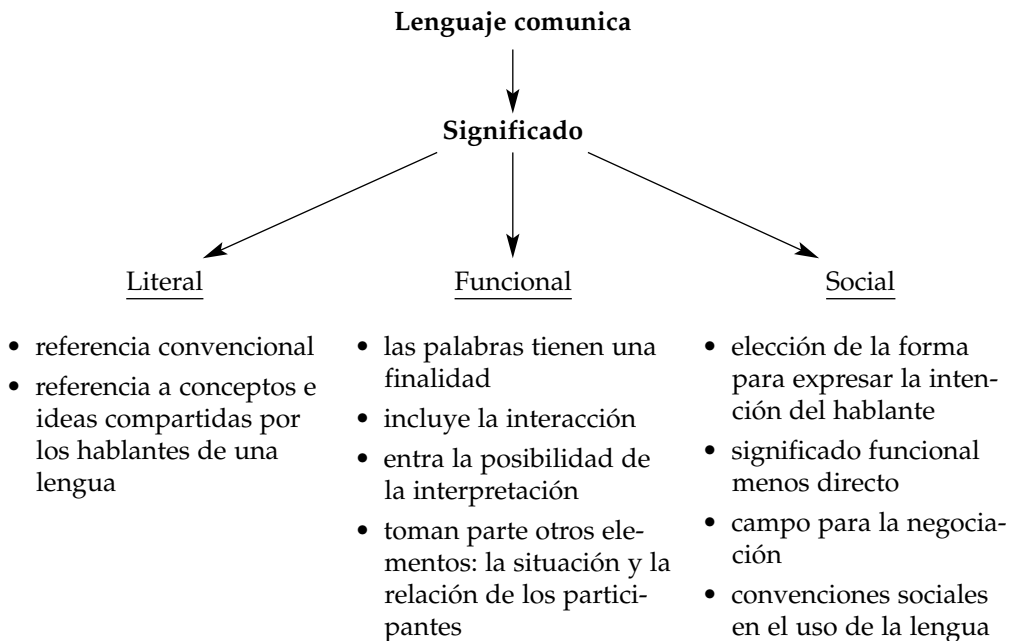 Lenguaje comunica
Significado
Literal
• referencia convencional
• referencia a conceptos e
ideas compartidas por
los hablantes de una
lengua
Funcional
• las palabras tienen una
finalidad
• incluye la interacción
• entra la posibilidad de
la interpretación
• toman parte otros ele-
mentos: la situación y la
relación de los partici-
pantes
Social
• elección de la forma
para expresar la inten-
ción del hablante
• significado funcional
menos directo
• campo para la negocia-
ción
• convenciones sociales
en el uso de la lengua